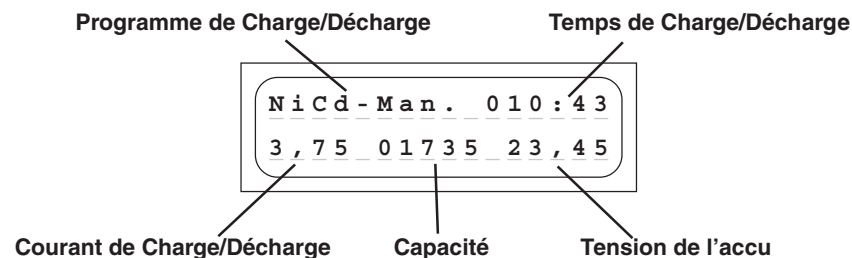 Programme de Charge/Décharge Temps de Charge/Décharge
NiCd-Man. 010:43
3,75 01735 23,45
Courant de Charge/Décharge Capacité Tension de l'accu